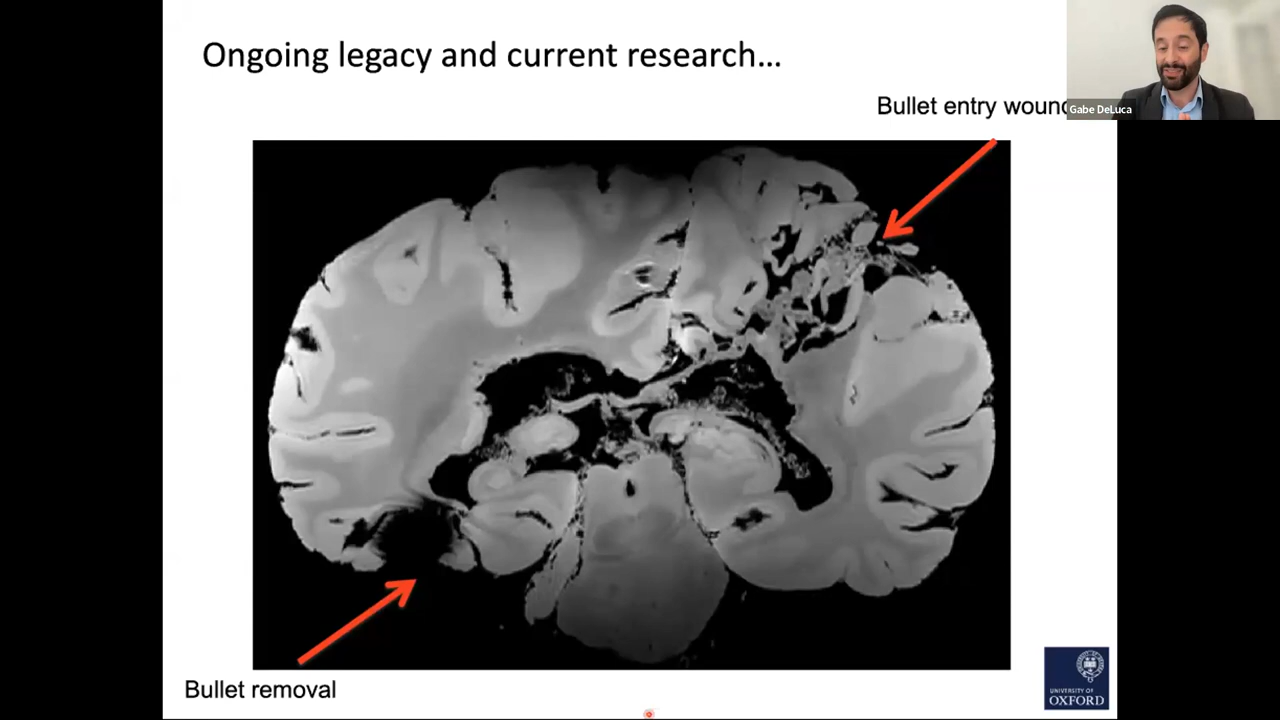 Ongoing legacy and current research...
Bullet entry wound
Gabe DeLuca
Bullet removal
UNIVERSITY OF
OXFORD